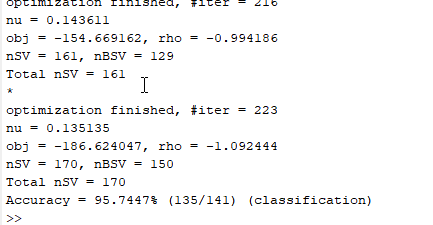 optimization finished, #iter = 216
nu = 0.143611
obj = -154.669162, rho = -0.994186
nSV = 161, nBSV = 129
Total nSV = 161
*
optimization finished, #iter = 223
nu = 0.135135
obj = -186.624047, rho = -1.092444
nSV = 170, nBSV = 150
Total nSV = 170
Accuracy = 95.7447% (135/141) (classification)
>>